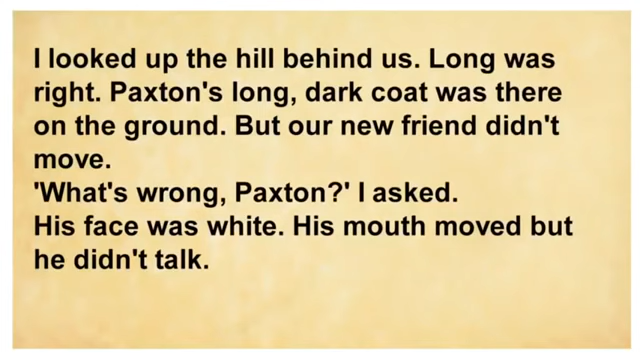 I looked up the hill behind us. Long was
right. Paxton's long, dark coat was there
on the ground. But our new friend didn't
move.
'What's wrong, Paxton?' I asked.
His face was white. His mouth moved but
he didn't talk.